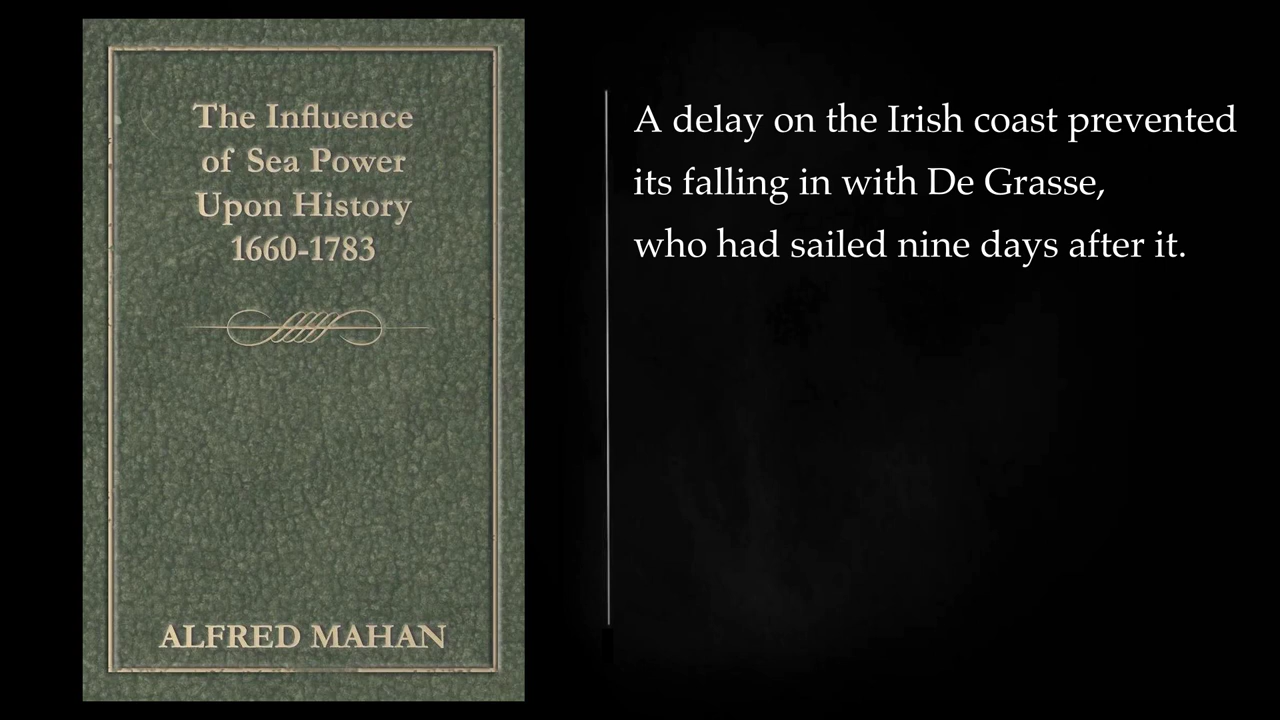 The Influence
of Sea Power
Upon History
1660-1783
ALFRED MAHAN
A delay on the Irish coast prevented
its falling in with De Grasse,
who had sailed nine days after it.